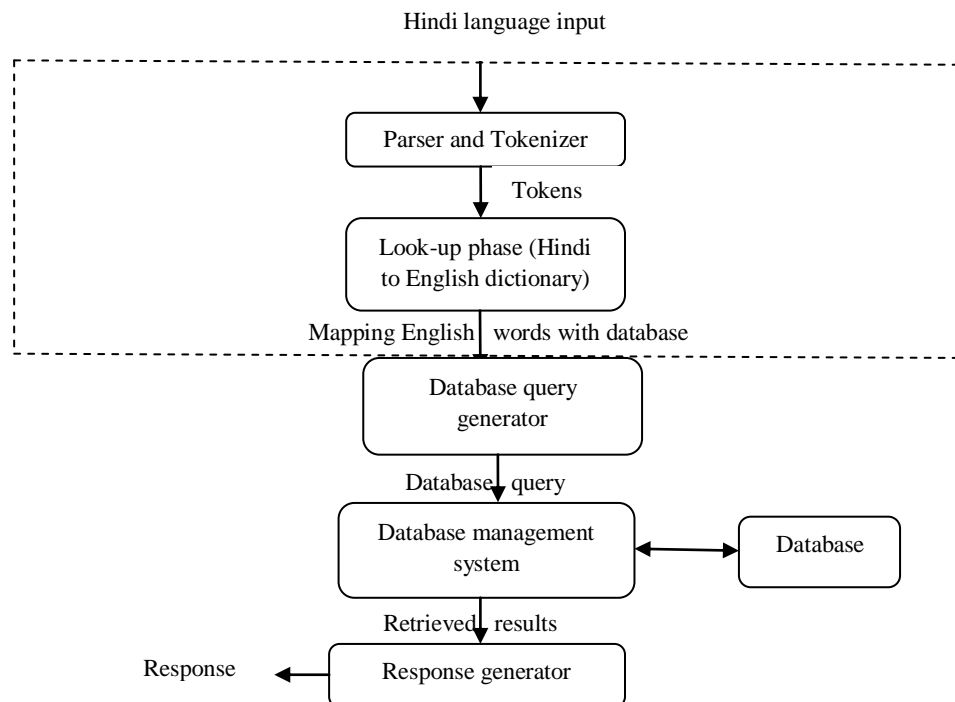 Hindi language input
Parser and Tokenizer
Tokens
Look-up phase (Hindi
to English dictionary)
Mapping English words with database
Database query
generator
Database query
Database management
system
Database
Retrieved results
Response
Response generator